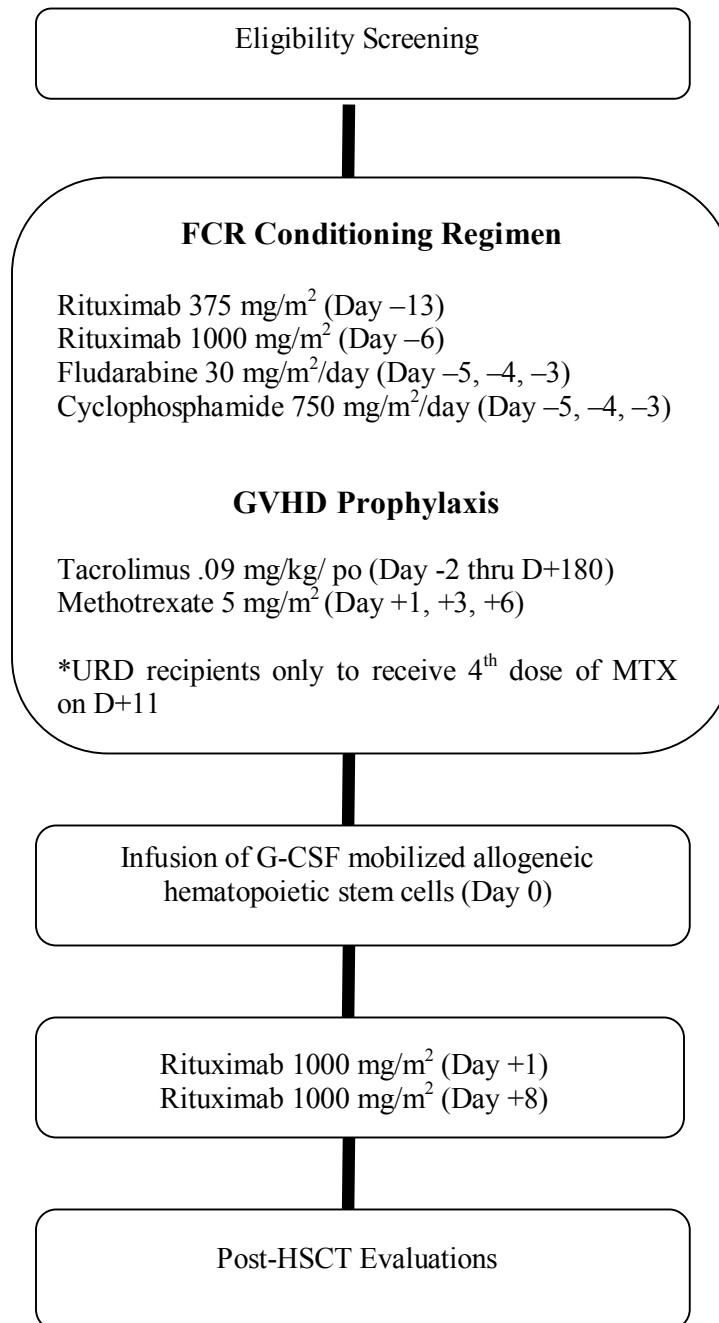 Eligibility Screening
FCR Conditioning Regimen
Rituximab 375 mg/m² (Day –13)
Rituximab 1000 mg/m² (Day –6)
Fludarabine 30 mg/m²/day (Day –5, –4, –3)
Cyclophosphamide 750 mg/m²/day (Day –5, –4, –3)
GVHD Prophylaxis
Tacrolimus .09 mg/kg/ po (Day -2 thru D+180)
Methotrexate 5 mg/m² (Day +1, +3, +6)
*URD recipients only to receive 4th dose of MTX
on D+11
Infusion of G-CSF mobilized allogeneic
hematopoietic stem cells (Day 0)
Rituximab 1000 mg/m² (Day +1)
Rituximab 1000 mg/m² (Day +8)
Post-HSCT Evaluations